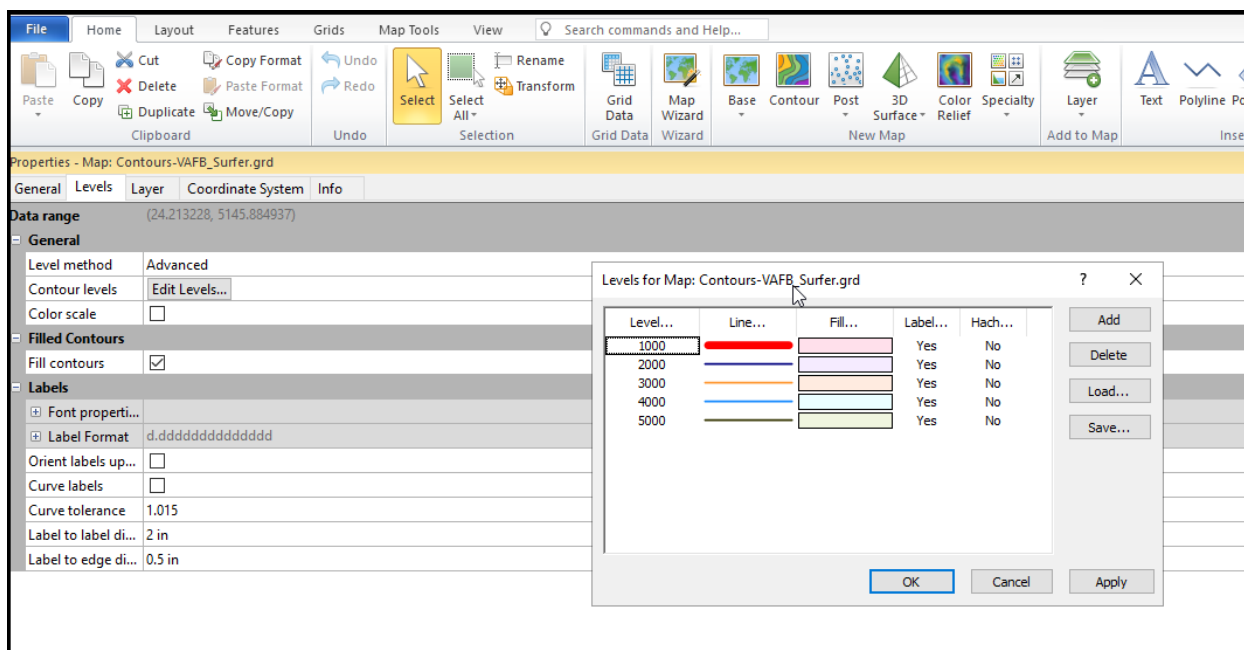 File Home Layout Features Grids Map Tools View Search commands and Help...
Paste Copy Cut Delete Duplicate Copy Format Paste Format Move/Copy
Clipboard
Undo Redo
Undo
Select Select All Rename Transform
Selection
Grid Data
Grid Data
Map Wizard
Wizard
Base Contour Post 3D Surface Color Relief Specialty
New Map
Layer
Add to Map
Text Polyline Po
Inse
Properties - Map: Contours-VAFB_Surfer.grd
General Levels Layer Coordinate System Info
Data range (24.213228, 5145.884937)
General
Level method Advanced
Contour levels Edit Levels...
Color scale
Filled Contours
Fill contours
Labels
Font properti...
Label Format d.dddddddddddddd
Orient labels up...
Curve labels
Curve tolerance 1.015
Label to label di... 2 in
Label to edge di... 0.5 in
Levels for Map: Contours-VAFB_Surfer.grd ?
Level... Line... Fill... Label... Hach...
1000 Yes No
2000 Yes No
3000 Yes No
4000 Yes No
5000 Yes No
Add
Delete
Load...
Save...
OK Cancel Apply